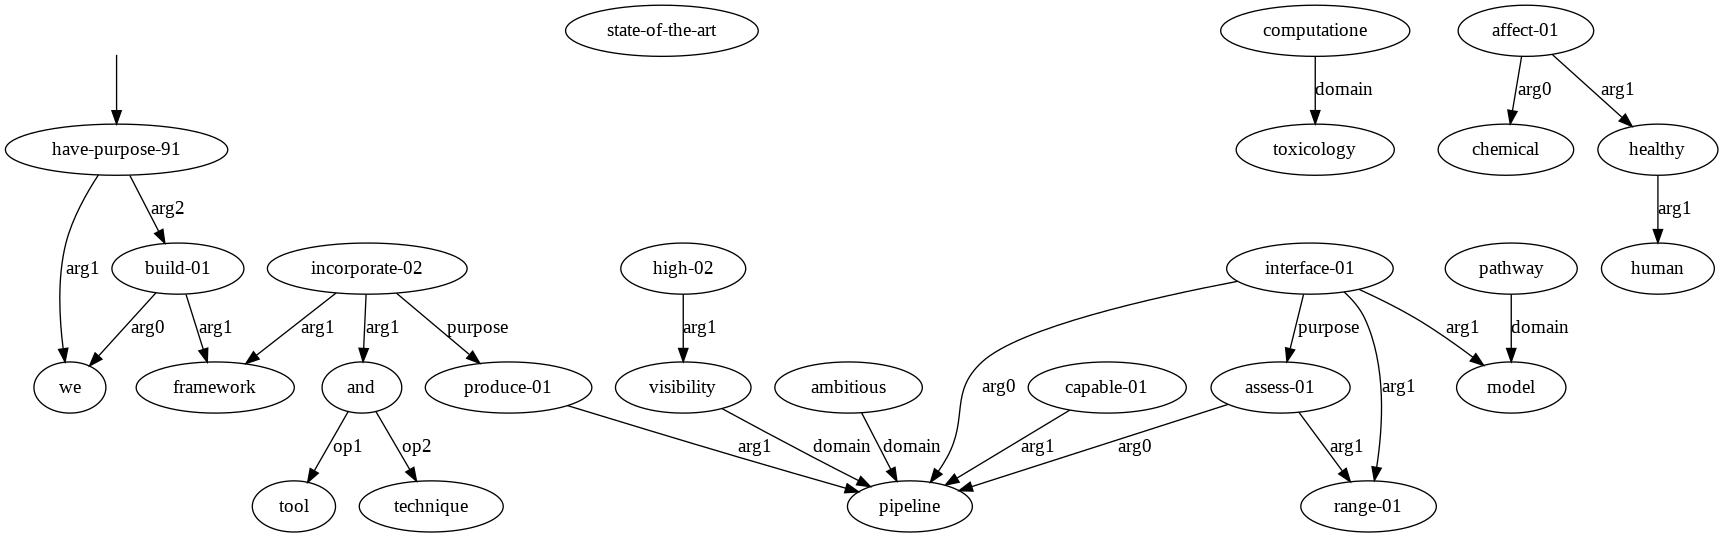 state-of-the-art
computatione
affect-01
domain
arg0
arg1
have-purpose-91
toxicology
chemical
healthy
arg2
arg1
arg1
build-01
incorporate-02
high-02
interface-01
pathway
human
arg0
arg1
arg1
arg1
purpose
arg1
purpose
arg1
domain
we
framework
and
produce-01
visibility
ambitious
arg0
capable-01
assess-01
arg1
model
op1
op2
arg1
domain
domain
arg1
arg0
arg1
tool
technique
pipeline
range-01